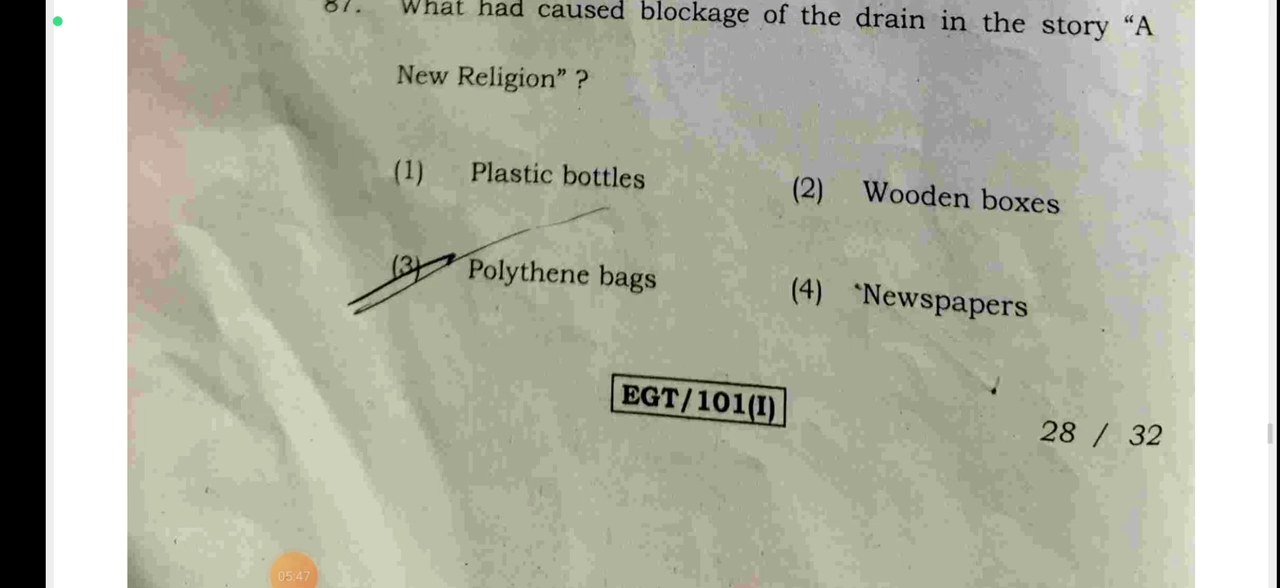 87. What had caused blockage of the drain in the story “A
New Religion” ?
(1) Plastic bottles
(2) Wooden boxes
(3) Polythene bags
(4) Newspapers
EGT/101(I)
28 / 32
05:47